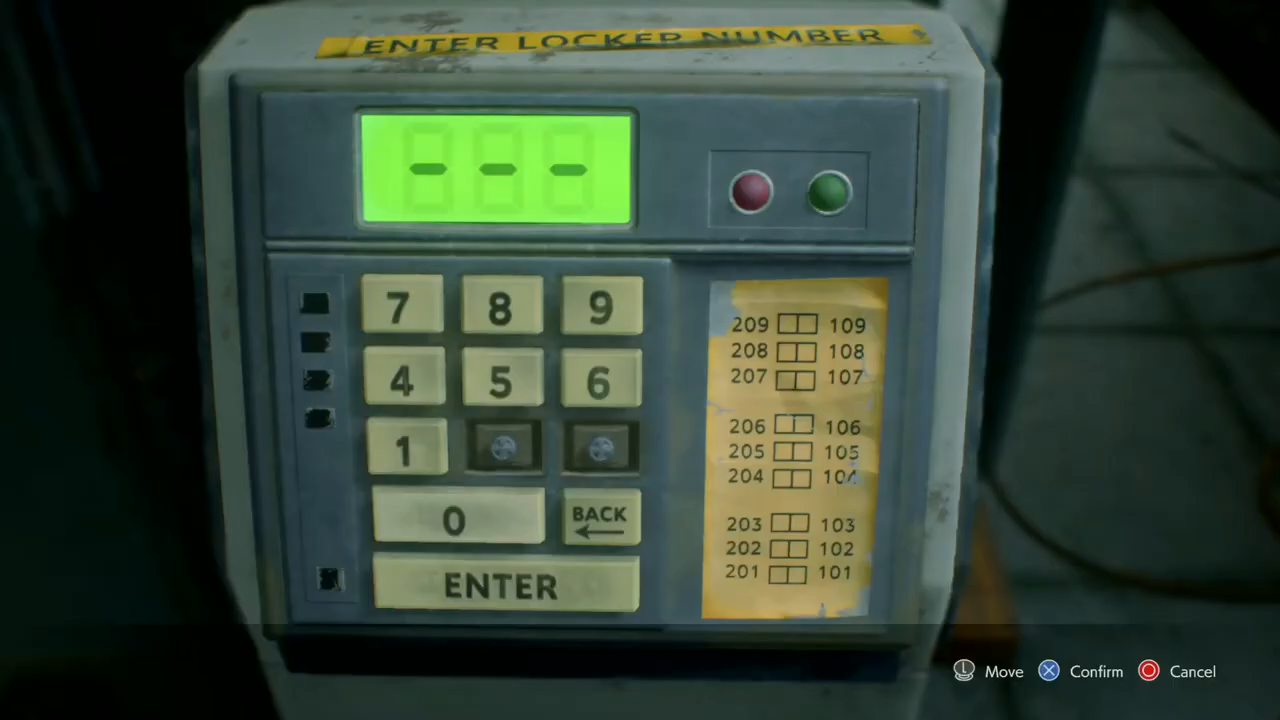 ENTER LOCKER NUMBER
- - -
7 8 9
4 5 6
1
0 BACK
ENTER
209 109
208 108
207 107
206 106
205 105
204 104
203 103
202 102
201 101
Move Confirm Cancel